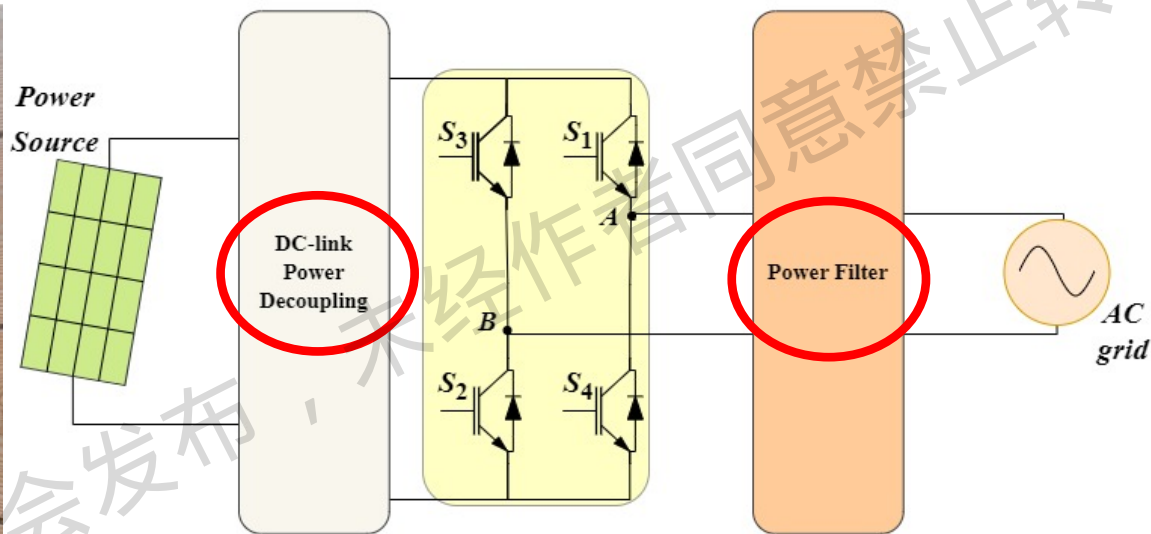 Power
Source
DC-link
Power
Decoupling
S3
S1
A
B
S2
S4
Power Filter
AC
grid
会发布，未经作者同意禁止转